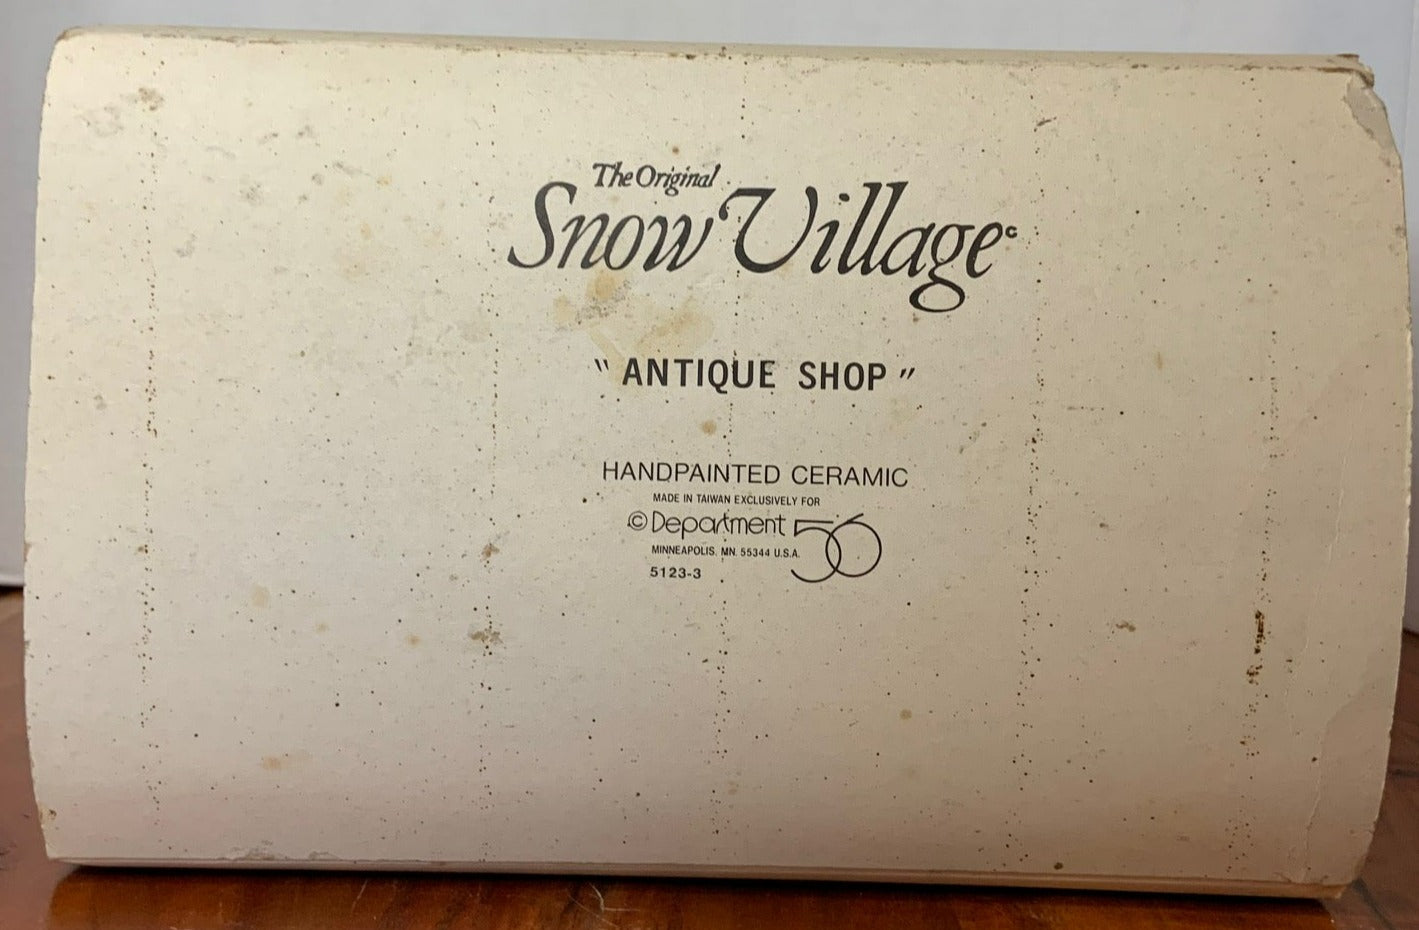 The Original
Snow Village©
"ANTIQUE SHOP"
HANDPAINTED CERAMIC
MADE IN TAIWAN EXCLUSIVELY FOR
© Department 56
MINNEAPOLIS, MN. 55344 U.S.A.
5123-3